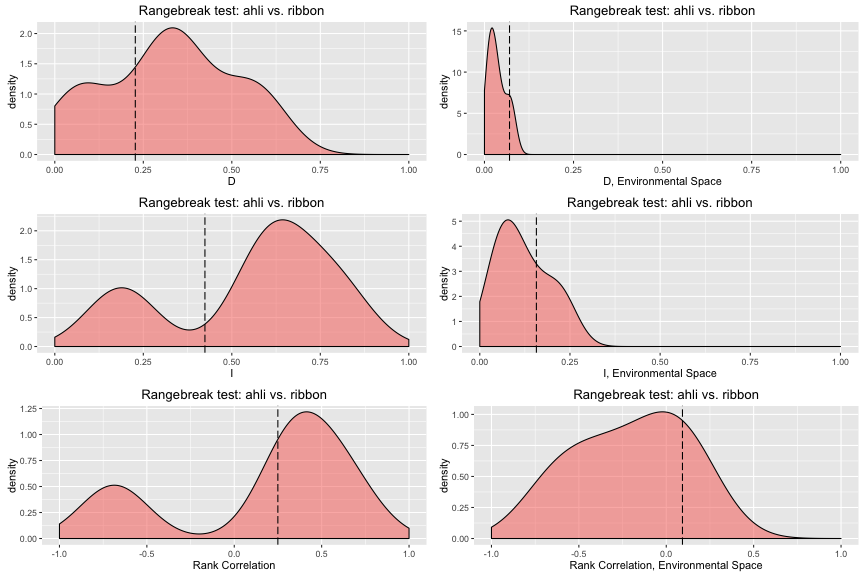 Rangebreak test: ahli vs. ribbon
density
2.0
1.5
1.0
0.5
0.0
0.00 0.25 0.50 0.75 1.00
D
Rangebreak test: ahli vs. ribbon
density
15
10
5
0
0.00 0.25 0.50 0.75 1.00
D, Environmental Space
Rangebreak test: ahli vs. ribbon
density
2.0
1.5
1.0
0.5
0.0
0.00 0.25 0.50 0.75 1.00
I
Rangebreak test: ahli vs. ribbon
density
5
4
3
2
1
0
0.00 0.25 0.50 0.75 1.00
I, Environmental Space
Rangebreak test: ahli vs. ribbon
density
1.25
1.00
0.75
0.50
0.25
0.00
-1.0 -0.5 0.0 0.5 1.0
Rank Correlation
Rangebreak test: ahli vs. ribbon
density
1.00
0.75
0.50
0.25
0.00
-1.0 -0.5 0.0 0.5 1.0
Rank Correlation, Environmental Space